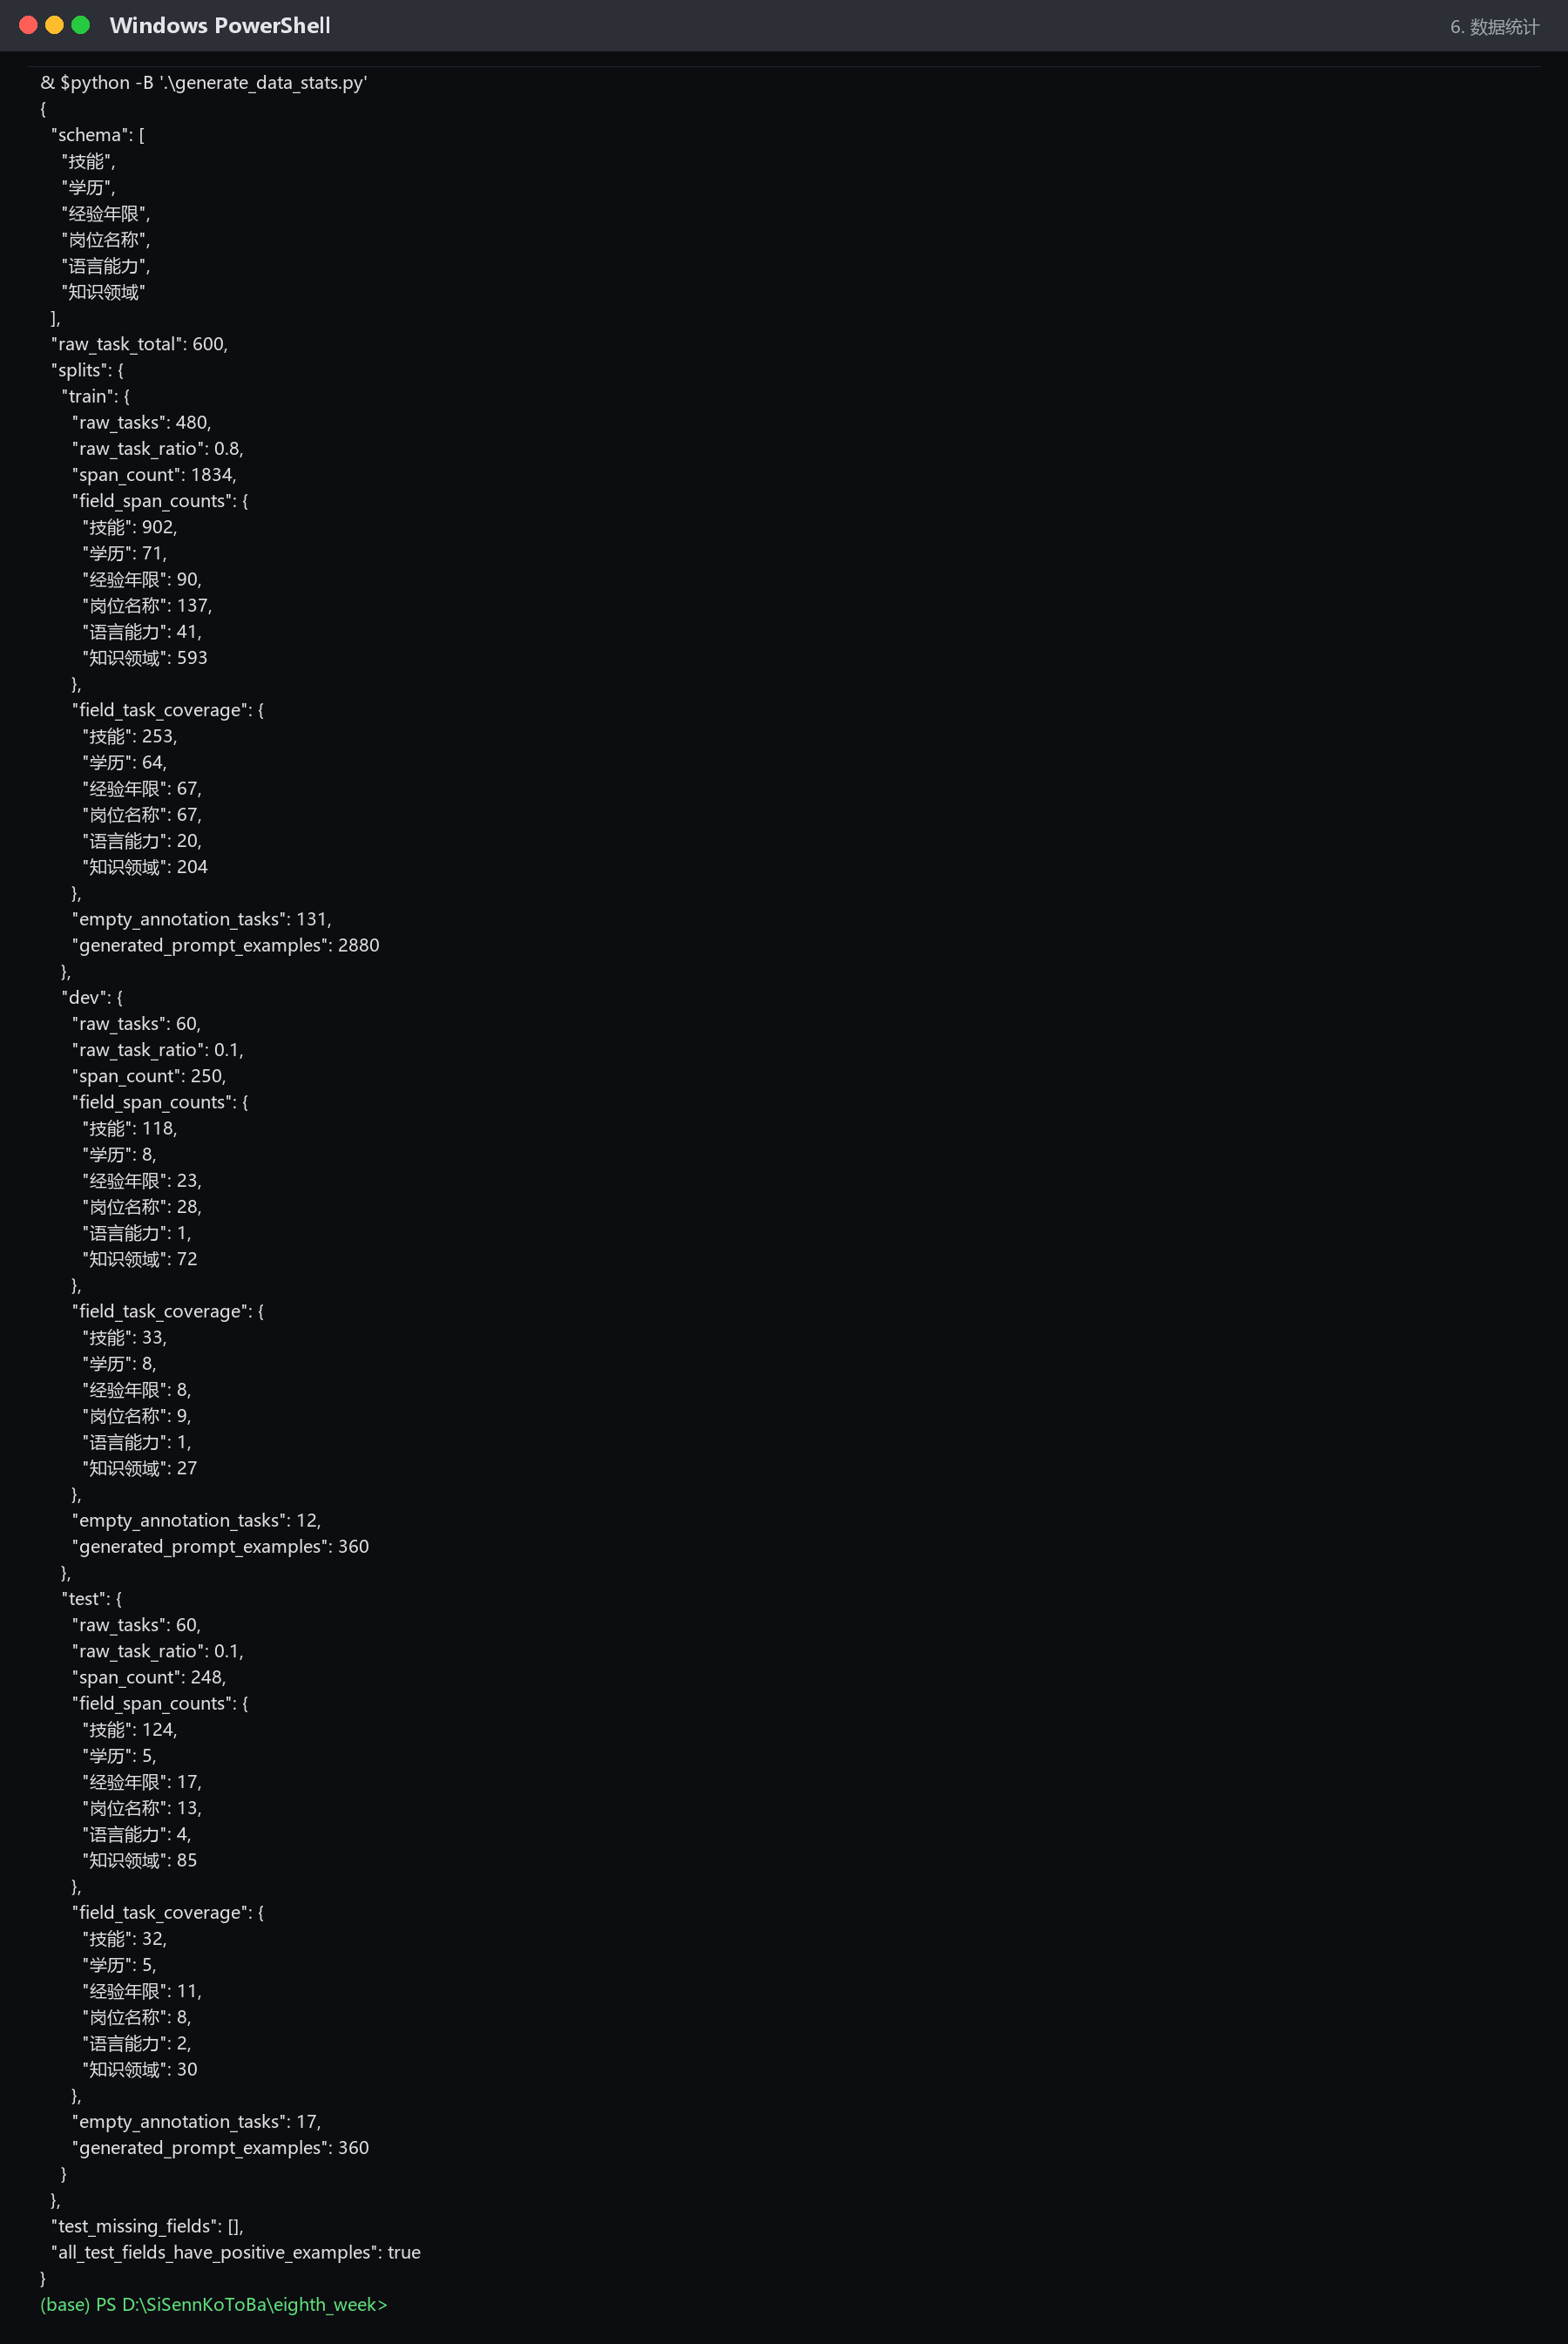 Windows PowerShell
6. 数据统计
& $python -B '.\generate_data_stats.py'
{
"schema": [
"技能",
"学历",
"经验年限",
"岗位名称",
"语言能力",
"知识领域"
],
"raw_task_total": 600,
"splits": {
"train": {
"raw_tasks": 480,
"raw_task_ratio": 0.8,
"span_count": 1834,
"field_span_counts": {
"技能": 902,
"学历": 71,
"经验年限": 90,
"岗位名称": 137,
"语言能力": 41,
"知识领域": 593
},
"field_task_coverage": {
"技能": 253,
"学历": 64,
"经验年限": 67,
"岗位名称": 67,
"语言能力": 20,
"知识领域": 204
},
"empty_annotation_tasks": 131,
"generated_prompt_examples": 2880
},
"dev": {
"raw_tasks": 60,
"raw_task_ratio": 0.1,
"span_count": 250,
"field_span_counts": {
"技能": 118,
"学历": 8,
"经验年限": 23,
"岗位名称": 28,
"语言能力": 1,
"知识领域": 72
},
"field_task_coverage": {
"技能": 33,
"学历": 8,
"经验年限": 8,
"岗位名称": 9,
"语言能力": 1,
"知识领域": 27
},
"empty_annotation_tasks": 12,
"generated_prompt_examples": 360
},
"test": {
"raw_tasks": 60,
"raw_task_ratio": 0.1,
"span_count": 248,
"field_span_counts": {
"技能": 124,
"学历": 5,
"经验年限": 17,
"岗位名称": 13,
"语言能力": 4,
"知识领域": 85
},
"field_task_coverage": {
"技能": 32,
"学历": 5,
"经验年限": 11,
"岗位名称": 8,
"语言能力": 2,
"知识领域": 30
},
"empty_annotation_tasks": 17,
"generated_prompt_examples": 360
}
},
"test_missing_fields": [],
"all_test_fields_have_positive_examples": true
}
(base) PS D:\SiSennKoToBa\eighth_week>